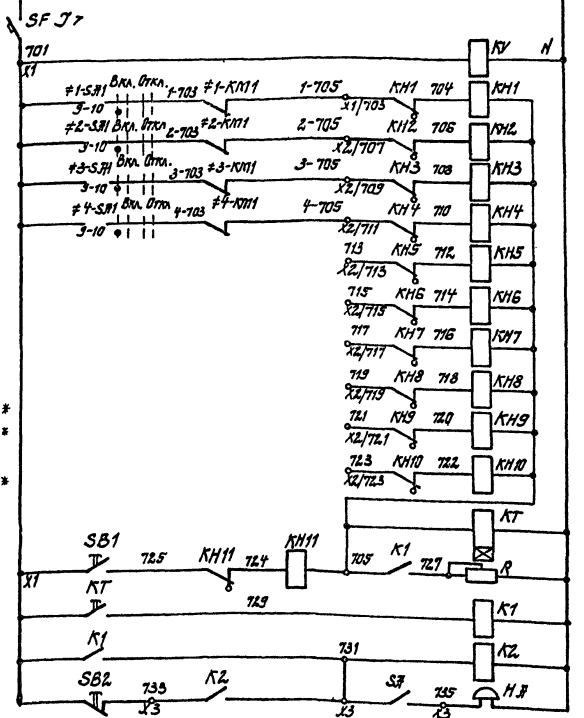 SF Iг
701 KV N
X1
≠1-SA1 Вкл. Откл. 1-703 ≠1-KM1 1-705 KH1 704 KH1
9-10 X1/703
≠2-SA1 Вкл. Откл. 2-703 ≠2-KM1 2-705 KH2 706 KH2
9-10 X2/707
≠3-SA1 Вкл. Откл. 3-703 ≠3-KM1 3-705 KH3 708 KH3
9-10 X2/709
≠4-SA1 Вкл. Откл. 4-703 ≠4-KM1 4-705 KH4 710 KH4
9-10 X2/711
713 KH5 712 KH5
X2/713
715 KH6 714 KH6
X2/715
717 KH7 716 KH7
X2/717
719 KH8 718 KH8
X2/719
*
721 KH9 720 KH9
*
X2/721
723 KH10 722 KH10
*
X2/723
KT
SB1 725 KH11 724 KH11 705 K1 727 R
X1
KT 729 K1
K1 731 K2
SB2 733 K2 SA 735 HA
X3 X3 X3